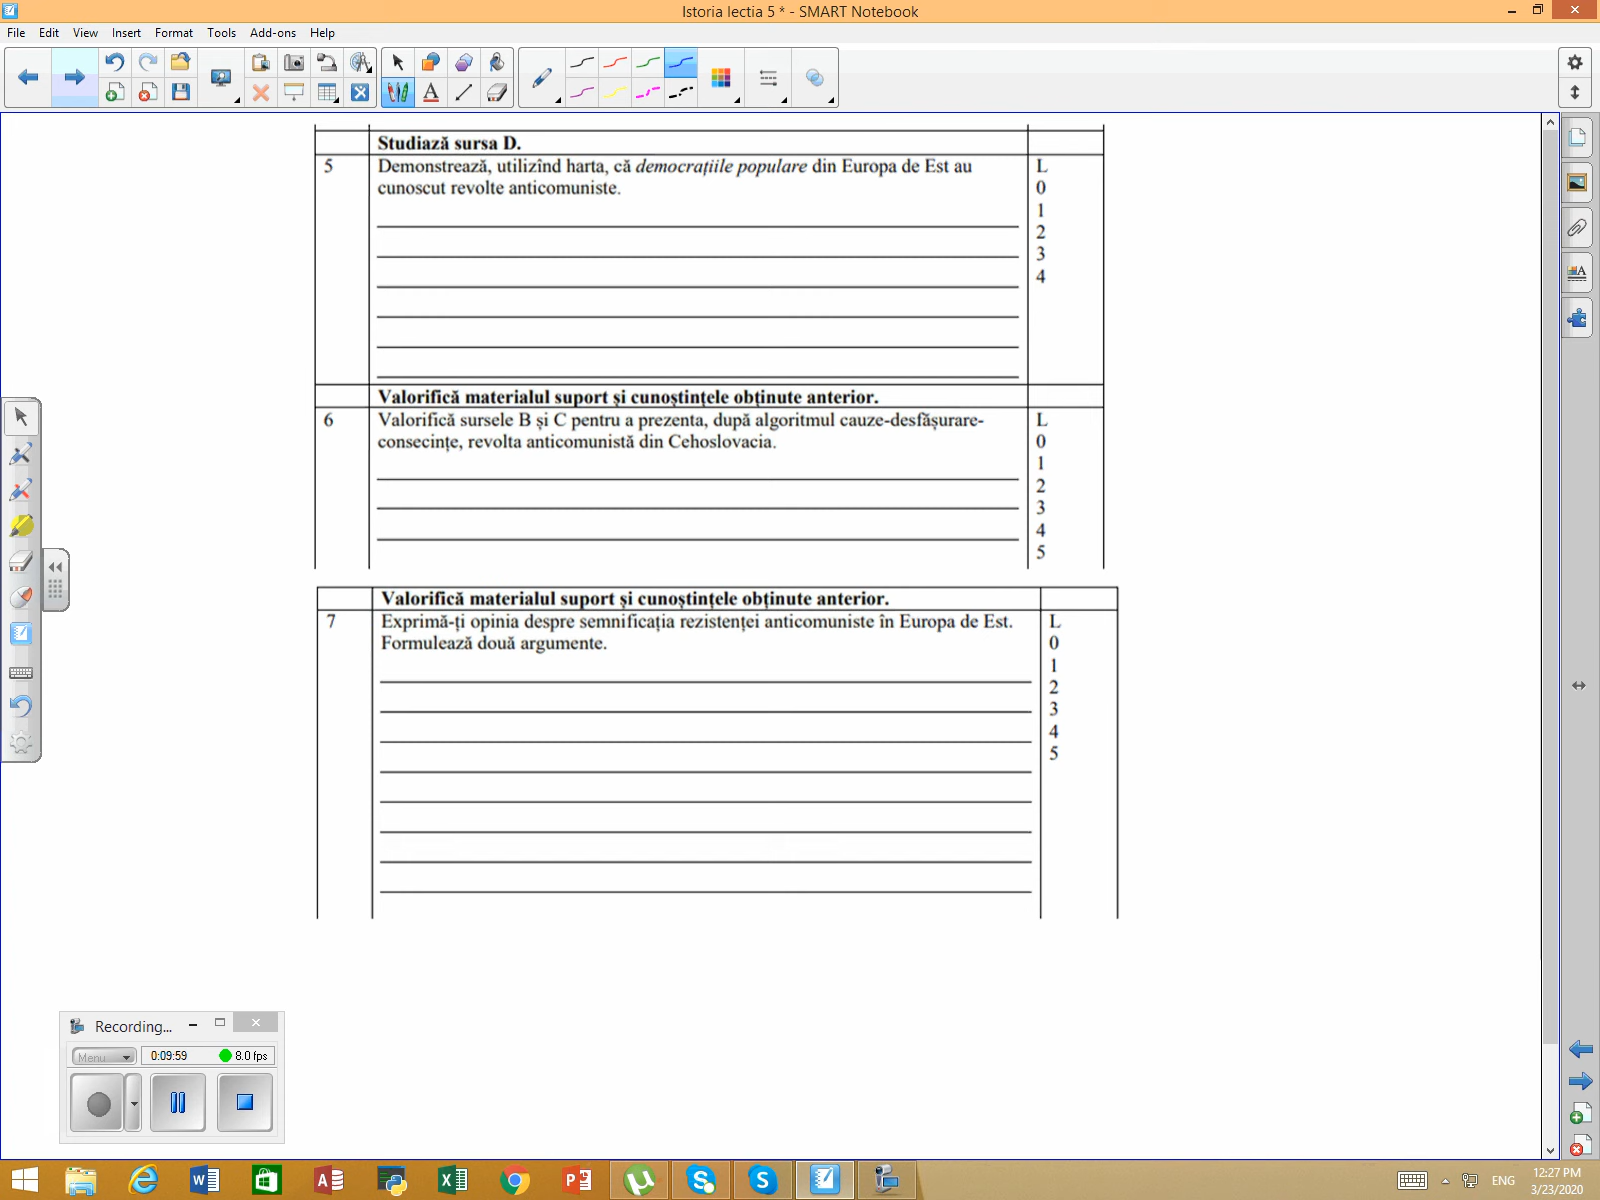 Istoria lectia 5 * - SMART Notebook
File Edit View Insert Format Tools Add-ons Help
Studiază sursa D.
5 Demonstrează, utilizînd harta, că democrațiile populare din Europa de Est au
cunoscut revolte anticomuniste.
L
0
1
2
3
4
Valorifică materialul suport și cunoștințele obținute anterior.
6 Valorifică sursele B și C pentru a prezenta, după algoritmul cauze-desfășurare-
consecințe, revolta anticomunistă din Cehoslovacia.
L
0
1
2
3
4
5
Valorifică materialul suport și cunoștințele obținute anterior.
7 Exprimă-ți opinia despre semnificația rezistenței anticomuniste în Europa de Est.
Formulează două argumente.
L
0
1
2
3
4
5
Recording...
Menu 0:09:59 8.0 fps
ENG
12:27 PM
3/23/2020